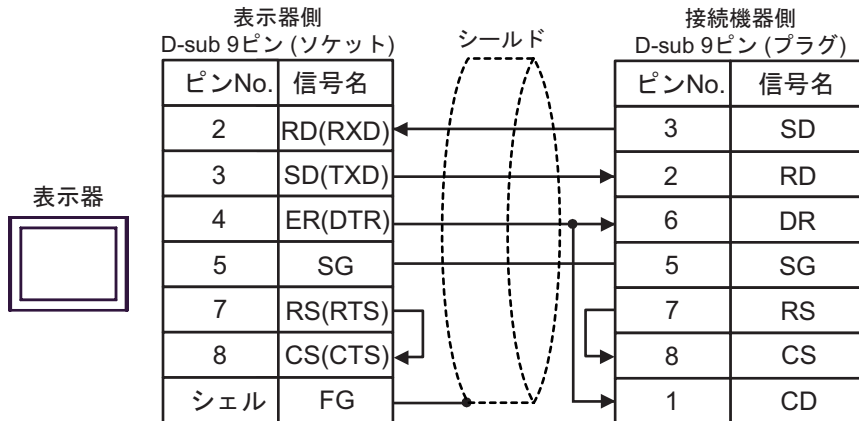 表示器側
D-sub 9ピン (ソケット)
シールド
接続機器側
D-sub 9ピン (プラグ)
ピンNo. 信号名
ピンNo. 信号名
2 RD(RXD)
3 SD
3 SD(TXD)
2 RD
表示器
4 ER(DTR)
6 DR
5 SG
5 SG
7 RS(RTS)
7 RS
8 CS(CTS)
8 CS
シェル FG
1 CD